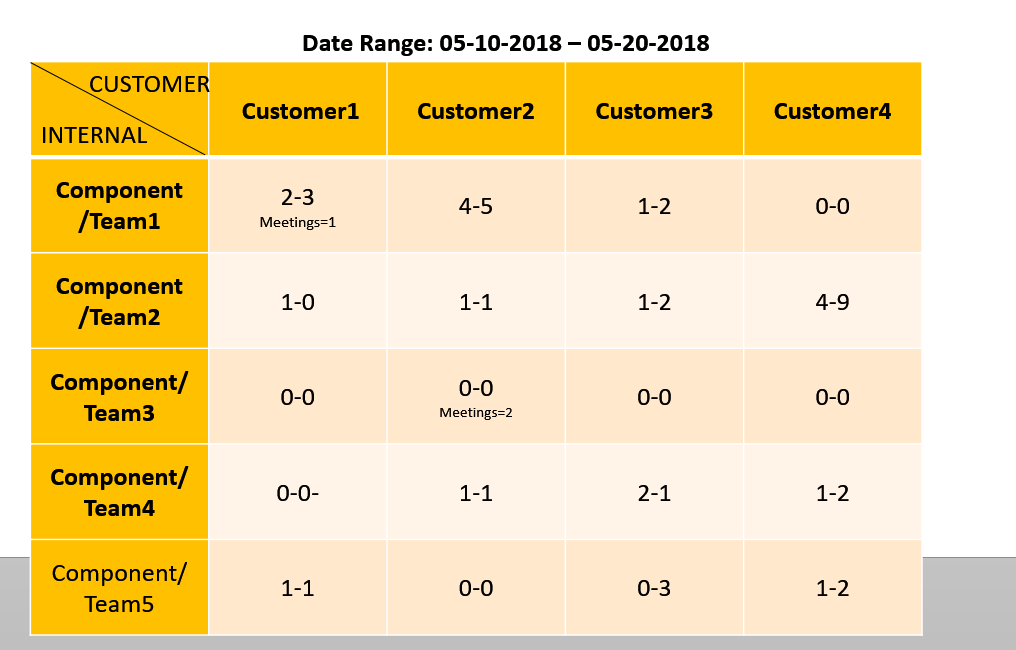 Date Range: 05-10-2018 – 05-20-2018
CUSTOMER
INTERNAL
Customer1
Customer2
Customer3
Customer4
Component
/Team1
2-3
Meetings=1
4-5
1-2
0-0
Component
/Team2
1-0
1-1
1-2
4-9
Component/
Team3
0-0
0-0
Meetings=2
0-0
0-0
Component/
Team4
0-0-
1-1
2-1
1-2
Component/
Team5
1-1
0-0
0-3
1-2